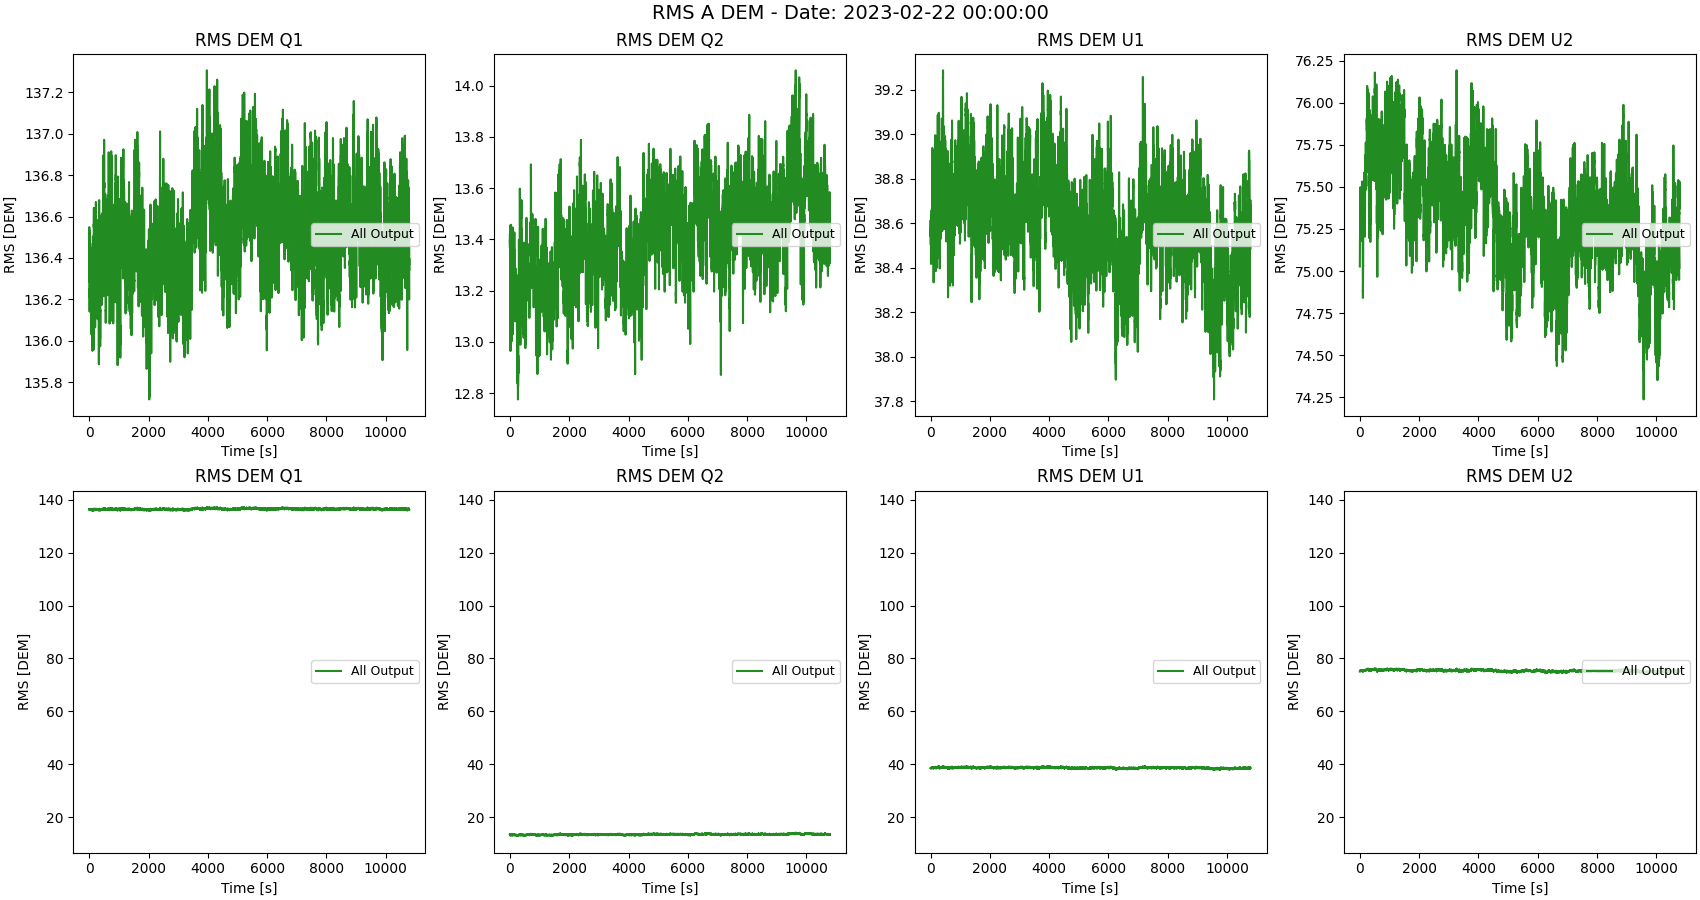 RMS A DEM - Date: 2023-02-22 00:00:00
RMS DEM Q1
RMS [DEM]
137.2
137.0
136.8
136.6
136.4
136.2
136.0
135.8
All Output
0 2000 4000 6000 8000 10000
Time [s]
RMS DEM Q2
RMS [DEM]
14.0
13.8
13.6
13.4
13.2
13.0
12.8
All Output
0 2000 4000 6000 8000 10000
Time [s]
RMS DEM U1
RMS [DEM]
39.2
39.0
38.8
38.6
38.4
38.2
38.0
37.8
All Output
0 2000 4000 6000 8000 10000
Time [s]
RMS DEM U2
RMS [DEM]
76.25
76.00
75.75
75.50
75.25
75.00
74.75
74.50
74.25
All Output
0 2000 4000 6000 8000 10000
Time [s]
RMS DEM Q1
RMS [DEM]
140
120
100
80
60
40
20
All Output
0 2000 4000 6000 8000 10000
Time [s]
RMS DEM Q2
RMS [DEM]
140
120
100
80
60
40
20
All Output
0 2000 4000 6000 8000 10000
Time [s]
RMS DEM U1
RMS [DEM]
140
120
100
80
60
40
20
All Output
0 2000 4000 6000 8000 10000
Time [s]
RMS DEM U2
RMS [DEM]
140
120
100
80
60
40
20
All Output
0 2000 4000 6000 8000 10000
Time [s]